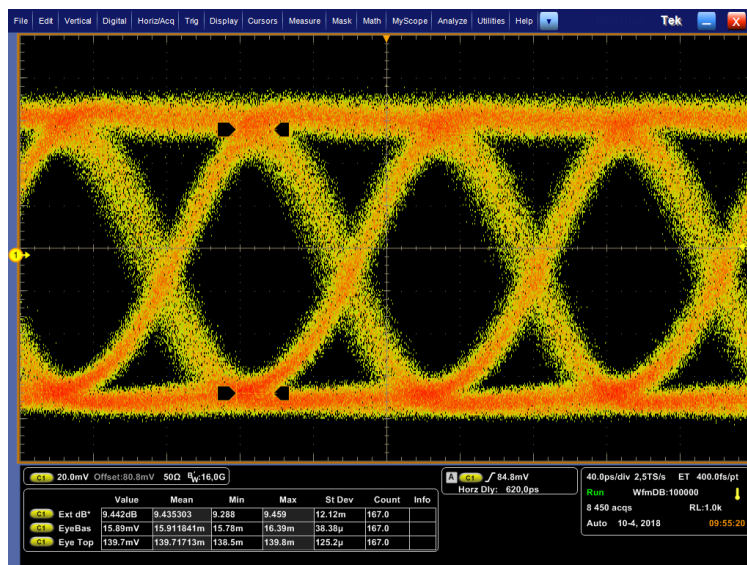 File Edit Vertical Digital Horiz/Acq Trig Display Cursors Measure Mask Math MyScope Analyze Utilities Help Tek X
1
C1 20.0mV Offset:80.8mV 50Ω BW:16,0G
A C1 84.8mV
Horz Dly: 620,0ps
40.0ps/div 2,5TS/s ET 400.0fs/pt
Run WfmDB:100000
8 450 acqs RL:1.0k
Auto 10-4, 2018 09:55:20
Value Mean Min Max St Dev Count Info
C1 Ext dB* 9.442dB 9.435303 9.288 9.459 12.12m 167.0
C1 EyeBas 15.89mV 15.911841m 15.78m 16.39m 38.38µ 167.0
C1 Eye Top 139.7mV 139.71713m 138.5m 139.8m 125.2µ 167.0